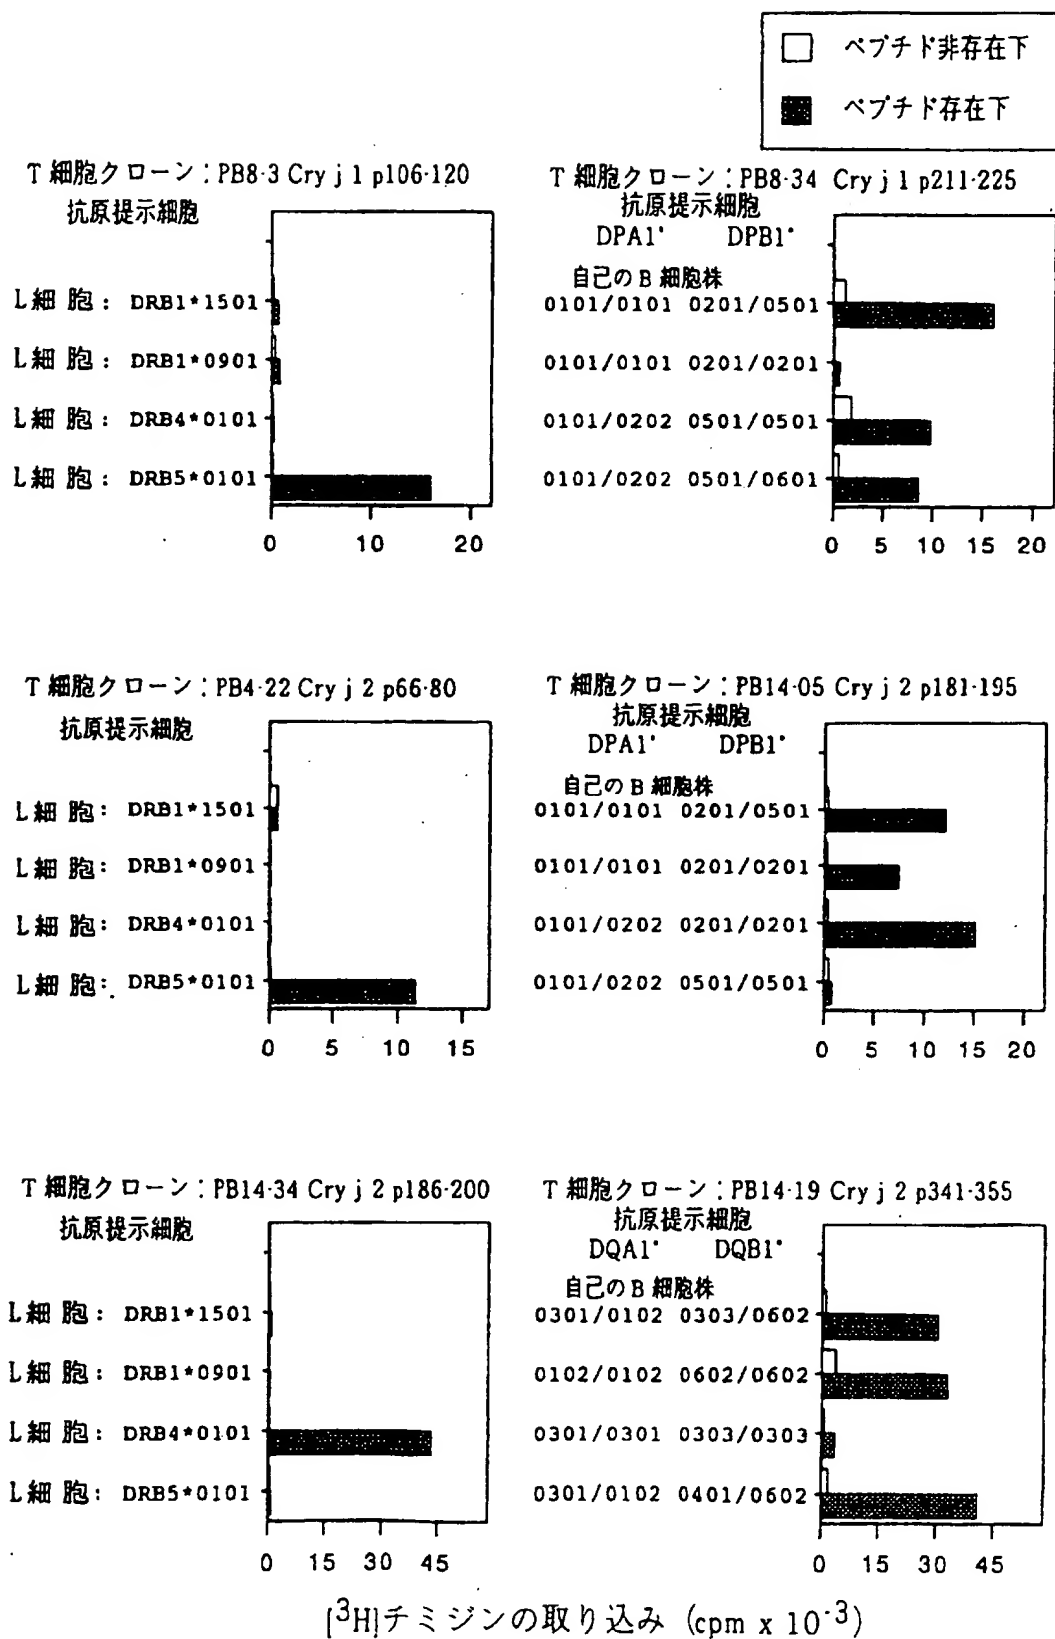 ペプチド非存在下
ペプチド存在下
T 細胞クローン : PB8-3 Cry j 1 p106-120
抗原提示細胞
L細胞: DRB1*1501
L細胞: DRB1*0901
L細胞: DRB4*0101
L細胞: DRB5*0101
0 10 20
T 細胞クローン : PB8-34 Cry j 1 p211-225
抗原提示細胞
DPA1* DPB1*
自己のB 細胞株
0101/0101 0201/0501
0101/0101 0201/0201
0101/0202 0501/0501
0101/0202 0501/0601
0 5 10 15 20
T 細胞クローン : PB4-22 Cry j 2 p66-80
抗原提示細胞
L細胞: DRB1*1501
L細胞: DRB1*0901
L細胞: DRB4*0101
L細胞: DRB5*0101
0 5 10 15
T 細胞クローン : PB14-05 Cry j 2 p181-195
抗原提示細胞
DPA1* DPB1*
自己のB 細胞株
0101/0101 0201/0501
0101/0101 0201/0201
0101/0202 0201/0201
0101/0202 0501/0501
0 5 10 15 20
T 細胞クローン : PB14-34 Cry j 2 p186-200
抗原提示細胞
L細胞: DRB1*1501
L細胞: DRB1*0901
L細胞: DRB4*0101
L細胞: DRB5*0101
0 15 30 45
T 細胞クローン : PB14-19 Cry j 2 p341-355
抗原提示細胞
DQA1* DQB1*
自己のB 細胞株
0301/0102 0303/0602
0102/0102 0602/0602
0301/0301 0303/0303
0301/0102 0401/0602
0 15 30 45
[³H]チミジンの取り込み (cpm x 10⁻³)